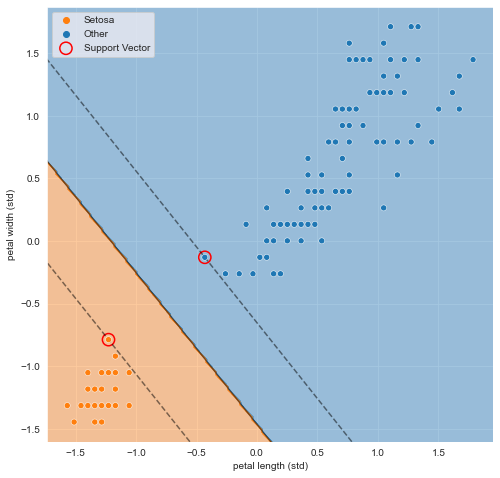 Setosa
Other
Support Vector
1.5
1.0
0.5
0.0
−0.5
−1.0
−1.5
petal width (std)
−1.5 −1.0 −0.5 0.0 0.5 1.0 1.5
petal length (std)